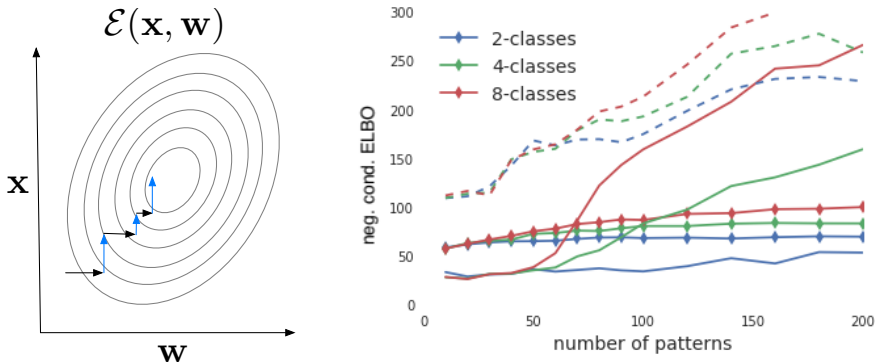 ℰ(x, w)
x
w
300
250
200
150
100
50
0
neg. cond. ELBO
2-classes
4-classes
8-classes
0
50
100
150
200
number of patterns